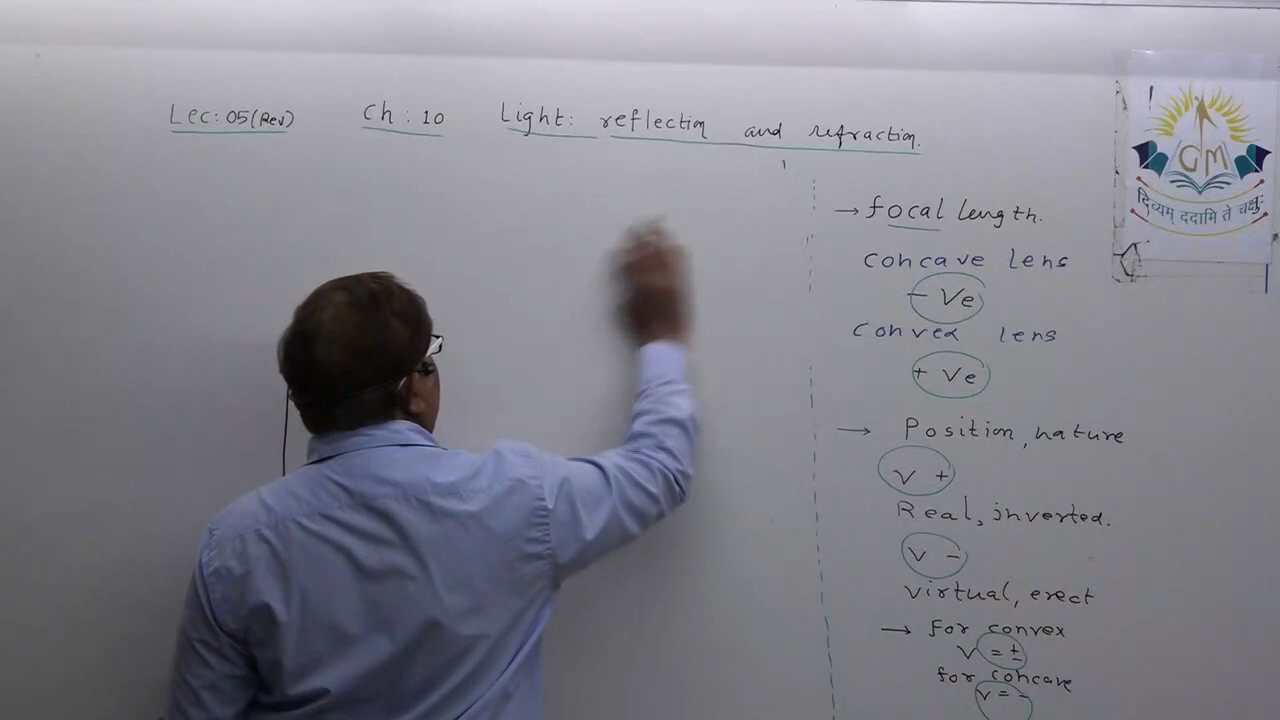 Lec: 05 (Rev) Ch : 10 Light: reflection and refraction.
GM
दिव्यम् ददामि ते चक्षुः
→ focal length.
concave lens
- Ve
convex lens
+ Ve
→ Position, nature
v +
Real, inverted.
v -
virtual, erect
→ for convex
v = ±
for concave
v = -